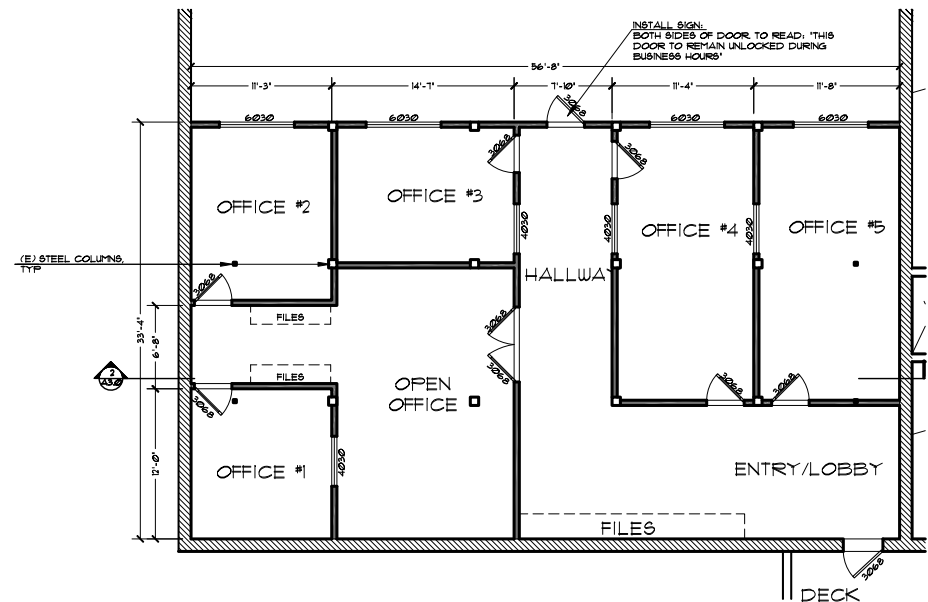 INSTALL SIGN:
BOTH SIDES OF DOOR TO READ: "THIS
DOOR TO REMAIN UNLOCKED DURING
BUSINESS HOURS"
56'-8"
11'-3"
14'-7"
7'-10"
11'-4"
11'-8"
3068
6030
6030
6030
6030
3068
3068
OFFICE #2
OFFICE #3
4030
4030
OFFICE #4
4030
OFFICE #5
(E) STEEL COLUMNS,
TYP
HALLWAY
3068
FILES
3068
33'-4"
6'-8"
2
A3.0
FILES
3068
3068
OPEN
OFFICE
3068
3068
12'-0"
OFFICE #1
4030
ENTRY/LOBBY
FILES
3068
DECK